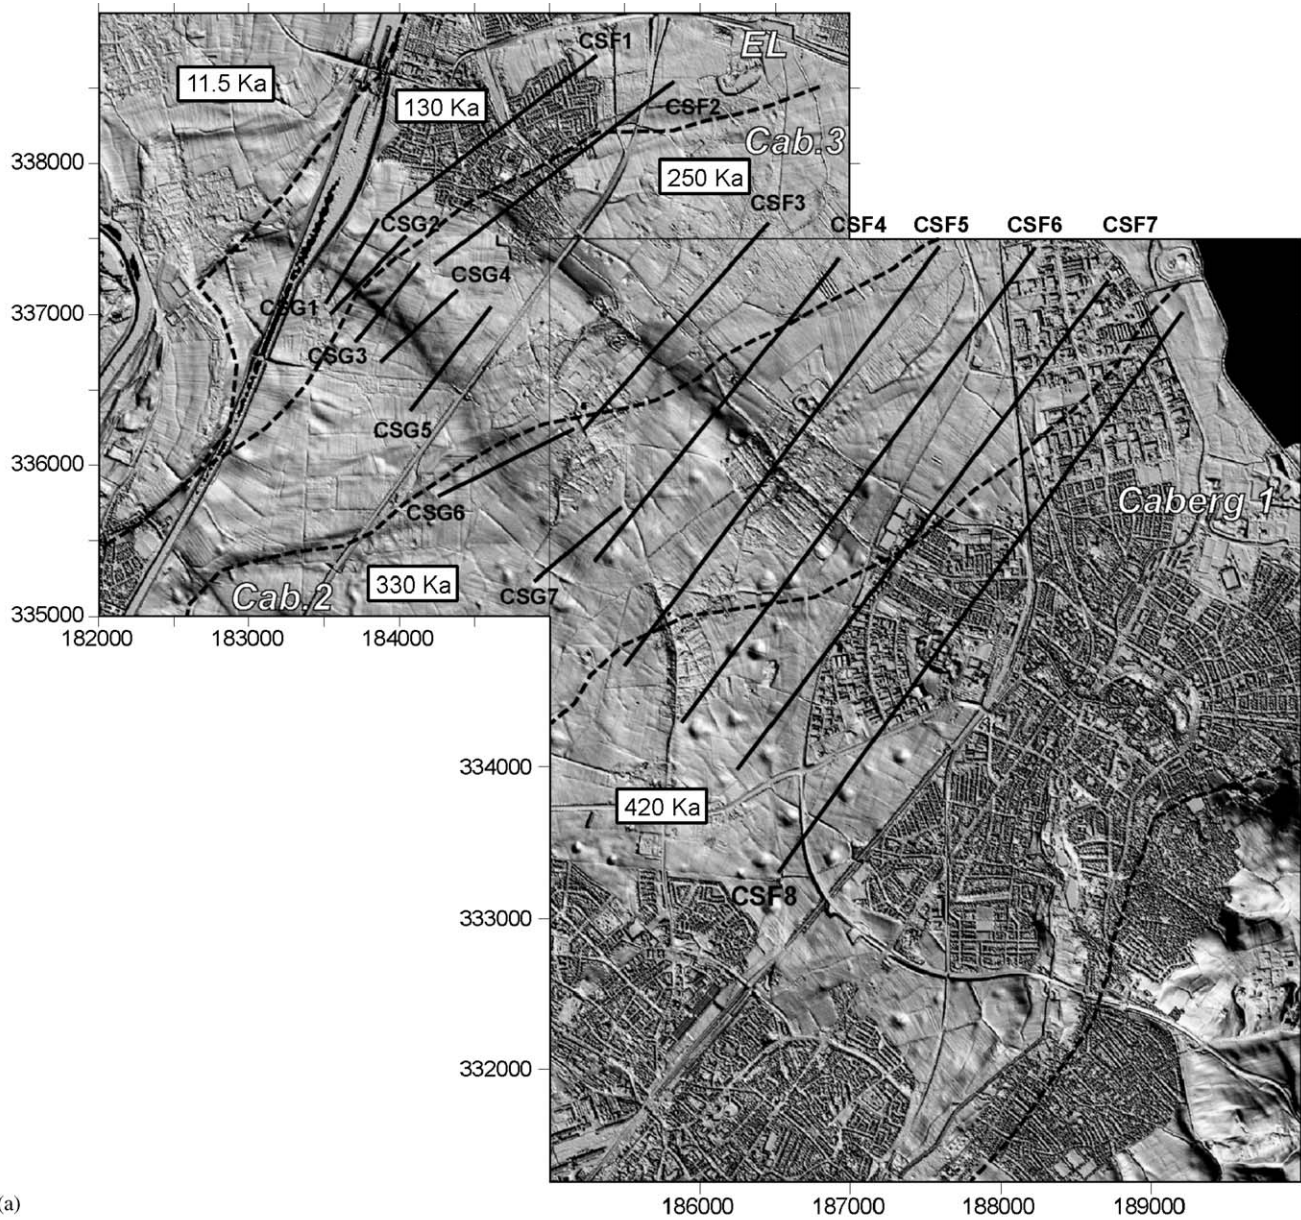 CSF1
EL
11.5 Ka
130 Ka
CSF2
Cab.3
338000
250 Ka
CSF3
CSG2
CSF4
CSF5
CSF6
CSF7
CSG4
337000
CSG1
CSG3
CSG5
336000
Caberg 1
CSG6
330 Ka
CSG7
Cab.2
335000
182000
183000
184000
334000
420 Ka
CSF8
333000
332000
(a)
186000
187000
188000
189000